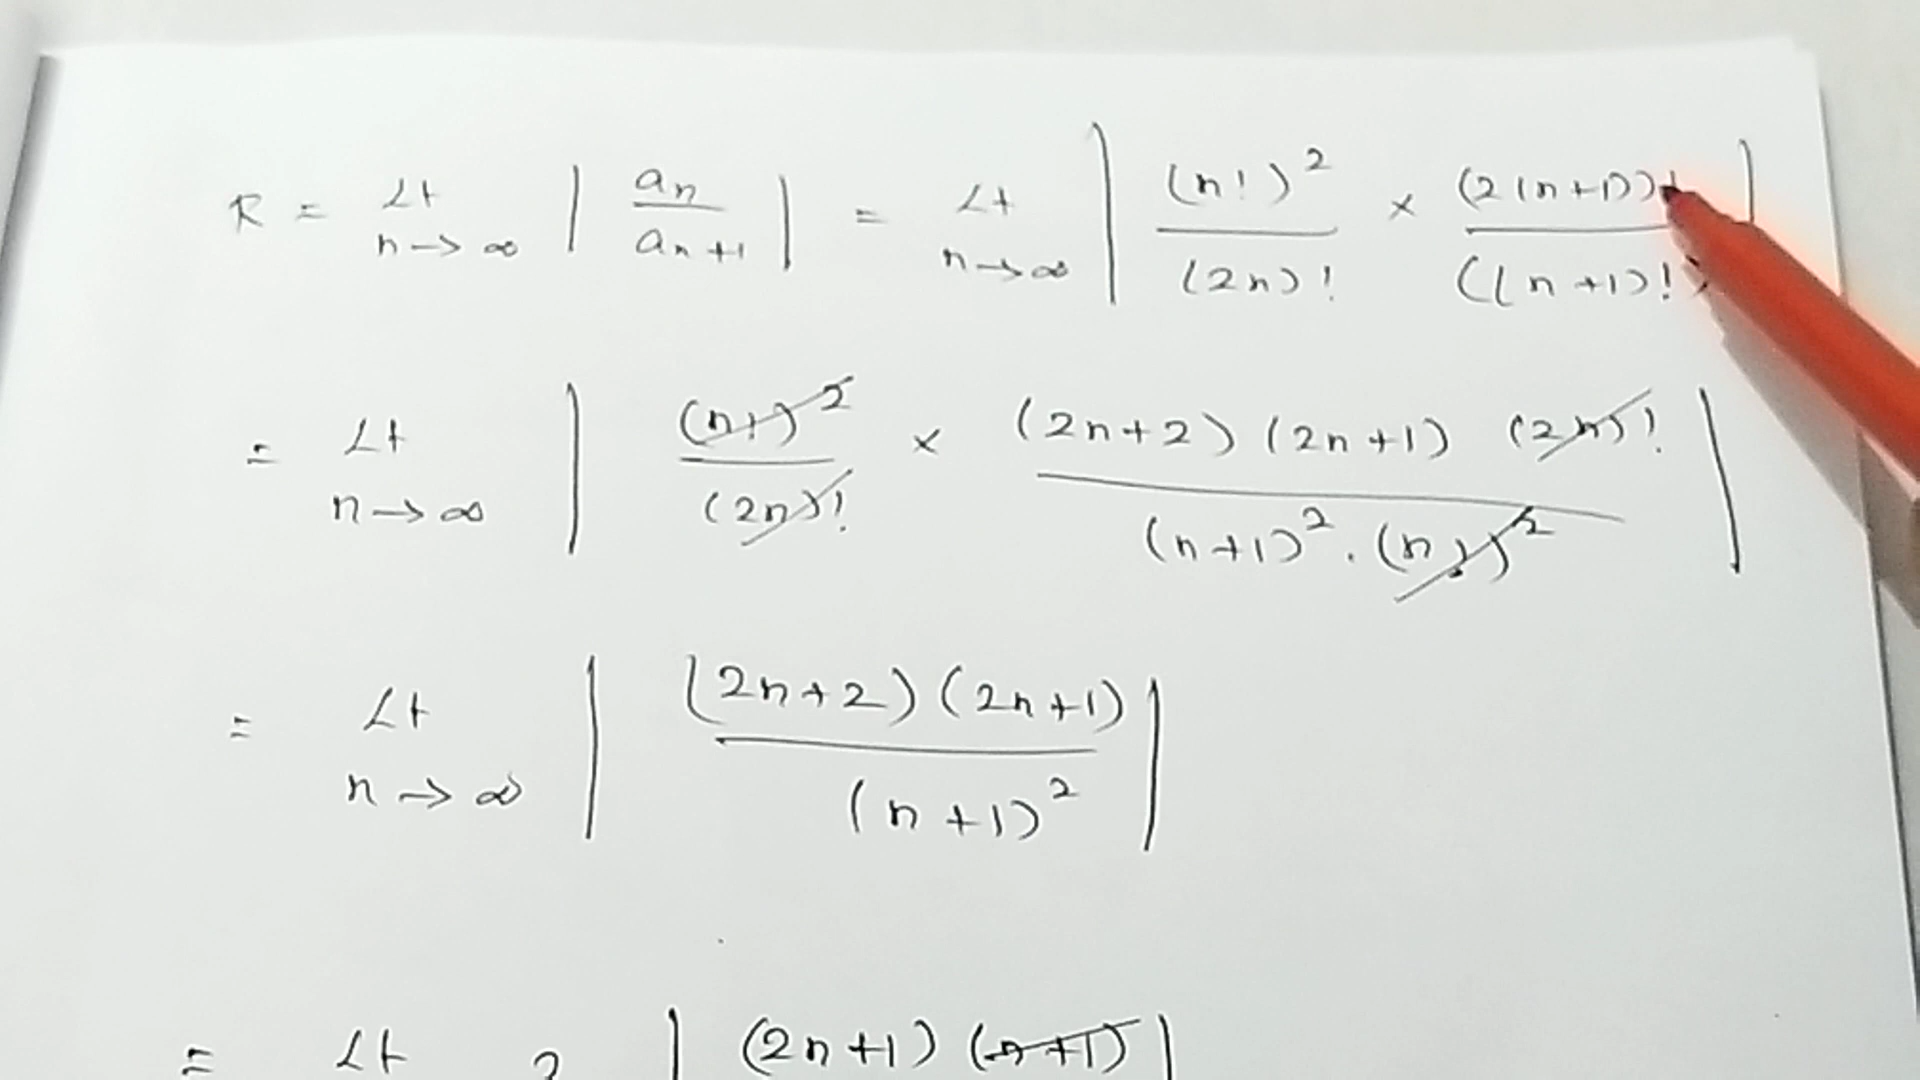 R = Lt n→∞ | aₙ / aₙ₊₁ | = Lt n→∞ | (n!)² / (2n)! × (2(n+1))! / ((n+1)!) |
= Lt n→∞ | (n!)² / (2n)! × (2n+2)(2n+1) (2n)! / (n+1)² . (n!)² |
= Lt n→∞ | (2n+2)(2n+1) / (n+1)² |
= Lt 2 | (2n+1)(n+1) |